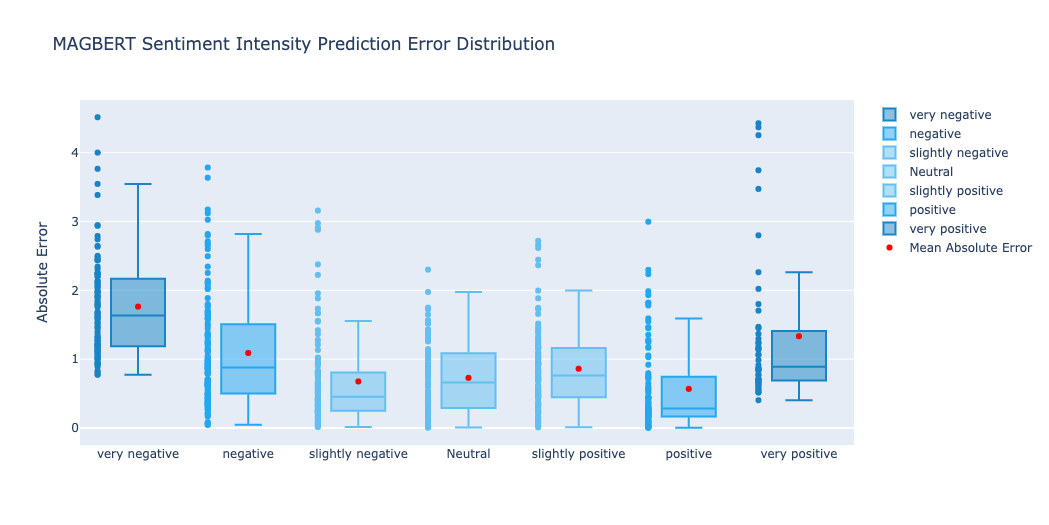 MAGBERT Sentiment Intensity Prediction Error Distribution
Absolute Error
4
3
2
1
0
very negative
negative
slightly negative
Neutral
slightly positive
positive
very positive
very negative
negative
slightly negative
Neutral
slightly positive
positive
very positive
Mean Absolute Error